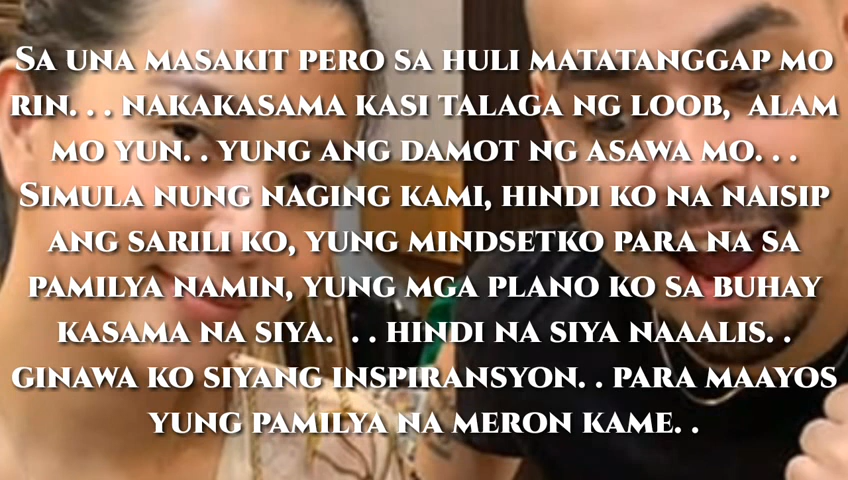 Sa una masakit pero sa huli matatanggap mo
rin. . . nakakasama kasi talaga ng loob, alam
mo yun. . yung ang damot ng asawa mo. . .
Simula nung naging kami, hindi ko na naisip
ang sarili ko, yung mindsetko para na sa
pamilya namin, yung mga plano ko sa buhay
kasama na siya. . . hindi na siya naaalis. .
ginawa ko siyang inspiransyon. . para maayos
yung pamilya na meron kame. .